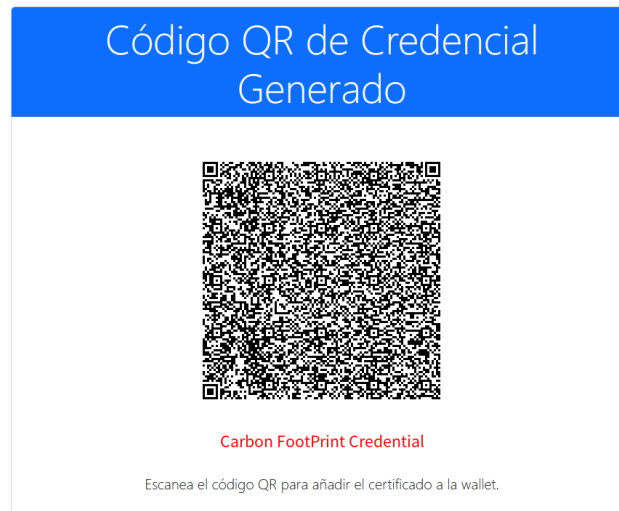 Código QR de Credencial
Generado
Carbon FootPrint Credential
Escanea el código QR para añadir el certificado a la wallet.